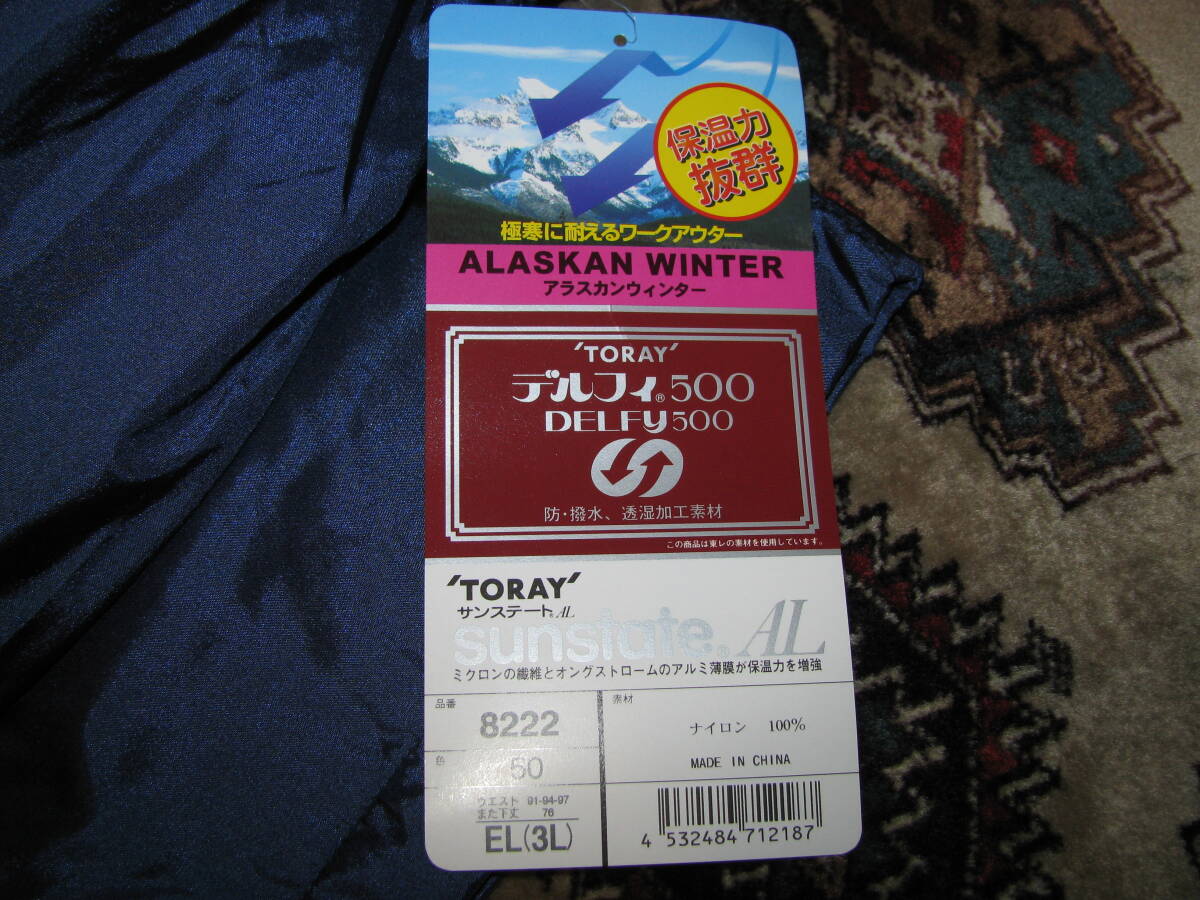 保温力
抜群
極寒に耐えるワークアウター
ALASKAN WINTER
アラスカンウィンター
'TORAY'
デルフィ®500
DELFY500
防・撥水、透湿加工素材
この商品は東レの素材を使用しています。
'TORAY'
サンステート®AL
sunstate®AL
ミクロンの繊維とオングストロームのアルミ薄膜が保温力を増強
品番
8222
素材
ナイロン 100%
色
50
MADE IN CHINA
ウエスト 91-94-97
また下丈 76
EL(3L)
4 532484 712187